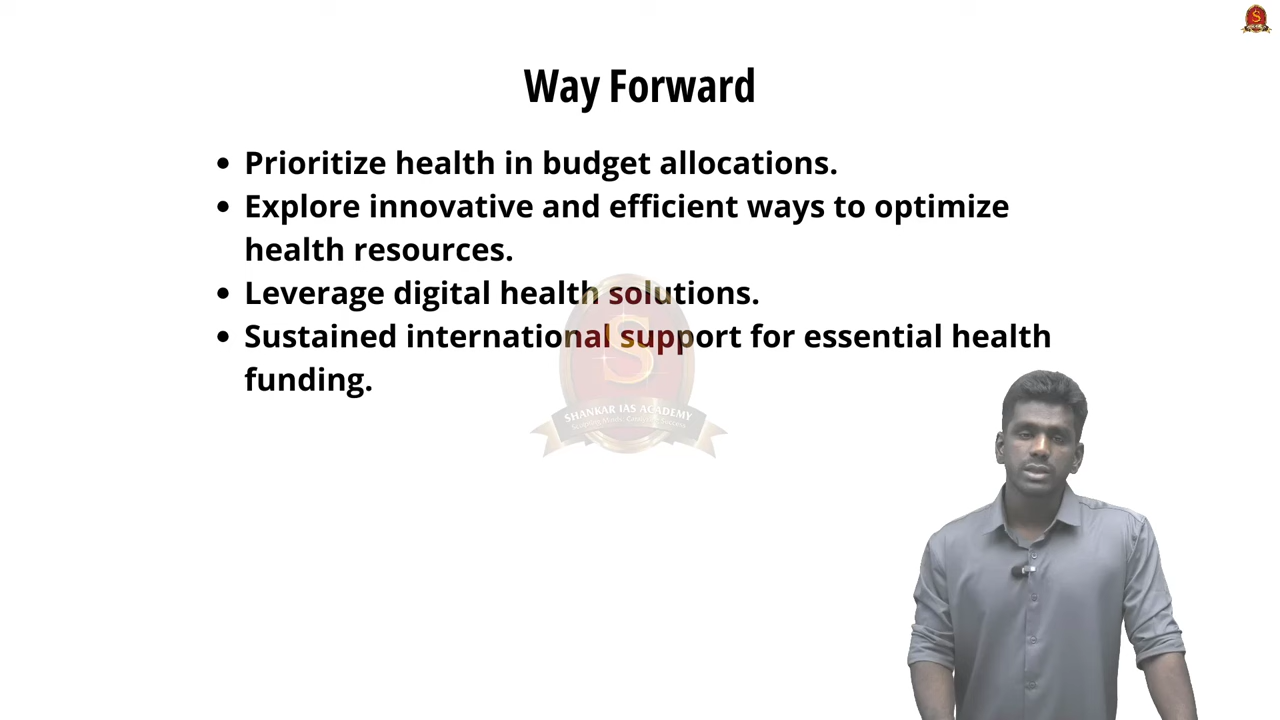 Way Forward
• Prioritize health in budget allocations.
• Explore innovative and efficient ways to optimize
health resources.
• Leverage digital health solutions.
• Sustained international support for essential health
funding.
S
SHANKAR IAS ACADEMY